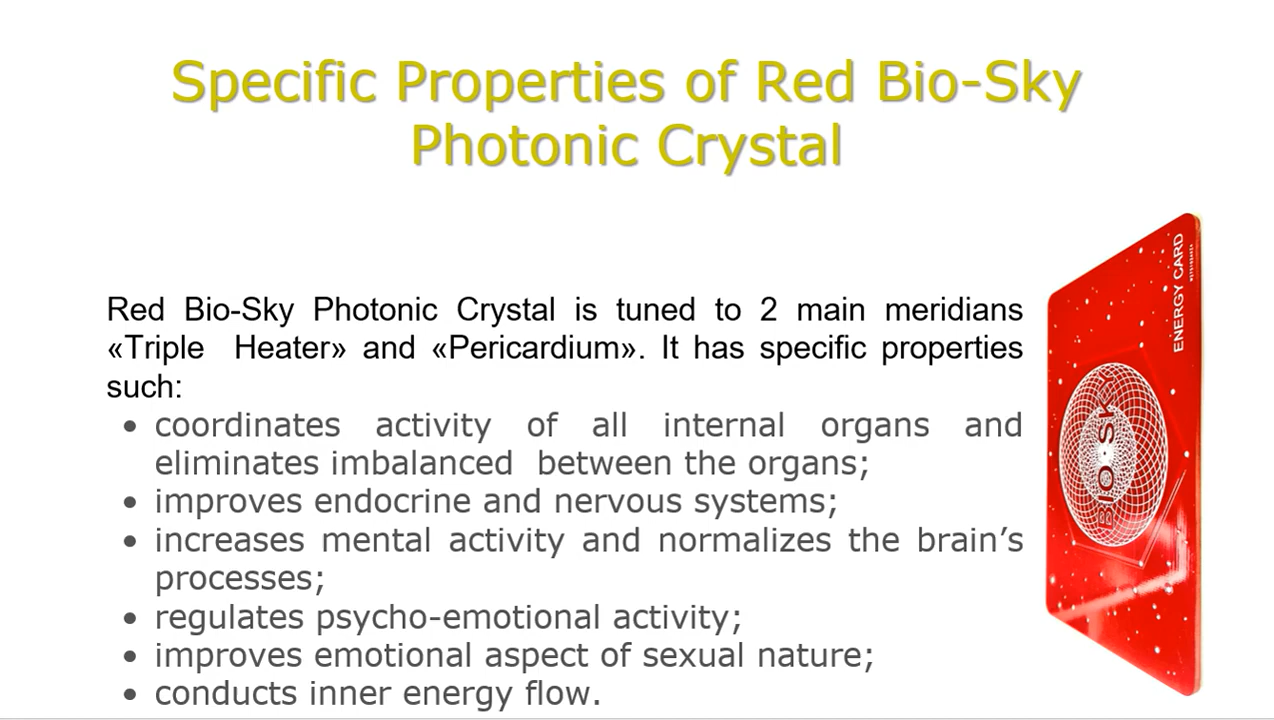 Specific Properties of Red Bio-Sky
Photonic Crystal
Red Bio-Sky Photonic Crystal is tuned to 2 main meridians
«Triple Heater» and «Pericardium». It has specific properties
such:
• coordinates activity of all internal organs and
eliminates imbalanced between the organs;
• improves endocrine and nervous systems;
• increases mental activity and normalizes the brain’s
processes;
• regulates psycho-emotional activity;
• improves emotional aspect of sexual nature;
• conducts inner energy flow.
ENERGY CARD
BIO·SKY